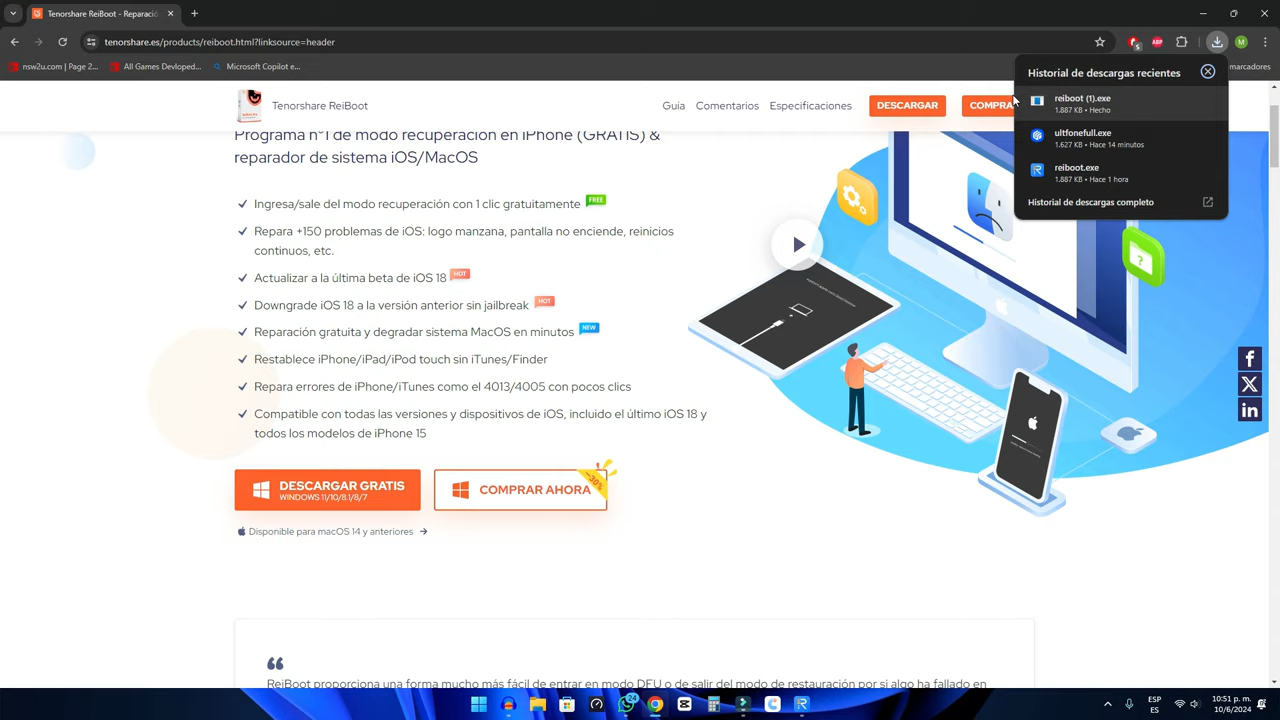 Tenorshare ReiBoot - Reparació
tenorshare.es/products/reiboot.html?linksource=header
M
nsw2u.com | Page 2...
All Games Devloped...
Microsoft Copilot e...
marcadores
Historial de descargas recientes
reiboot (1).exe
1.887 KB • Hecho
ultfonefull.exe
1.627 KB • Hace 14 minutos
reiboot.exe
1.887 KB • Hace 1 hora
Historial de descargas completo
Tenorshare ReiBoot
Guía
Comentarios
Especificaciones
DESCARGAR
COMPRA
Programa nº1 de modo recuperación en iPhone (GRATIS) &
reparador de sistema iOS/MacOS
Ingresa/sale del modo recuperación con 1 clic gratuitamente FREE
Repara +150 problemas de iOS: logo manzana, pantalla no enciende, reinicios
continuos, etc.
Actualizar a la última beta de iOS 18 HOT
Downgrade iOS 18 a la versión anterior sin jailbreak HOT
Reparación gratuita y degradar sistema MacOS en minutos NEW
Restablece iPhone/iPad/iPod touch sin iTunes/Finder
Repara errores de iPhone/iTunes como el 4013/4005 con pocos clics
Compatible con todas las versiones y dispositivos de iOS, incluido el último iOS 18 y
todos los modelos de iPhone 15
DESCARGAR GRATIS
WINDOWS 11/10/8.1/8/7
COMPRAR AHORA
-30%
Disponible para macOS 14 y anteriores
ReiBoot proporciona una forma mucho más fácil de entrar en modo DFU o de salir del modo de restauración por si algo ha fallado en
24
ESP
ES
10:51 p. m.
10/6/2024